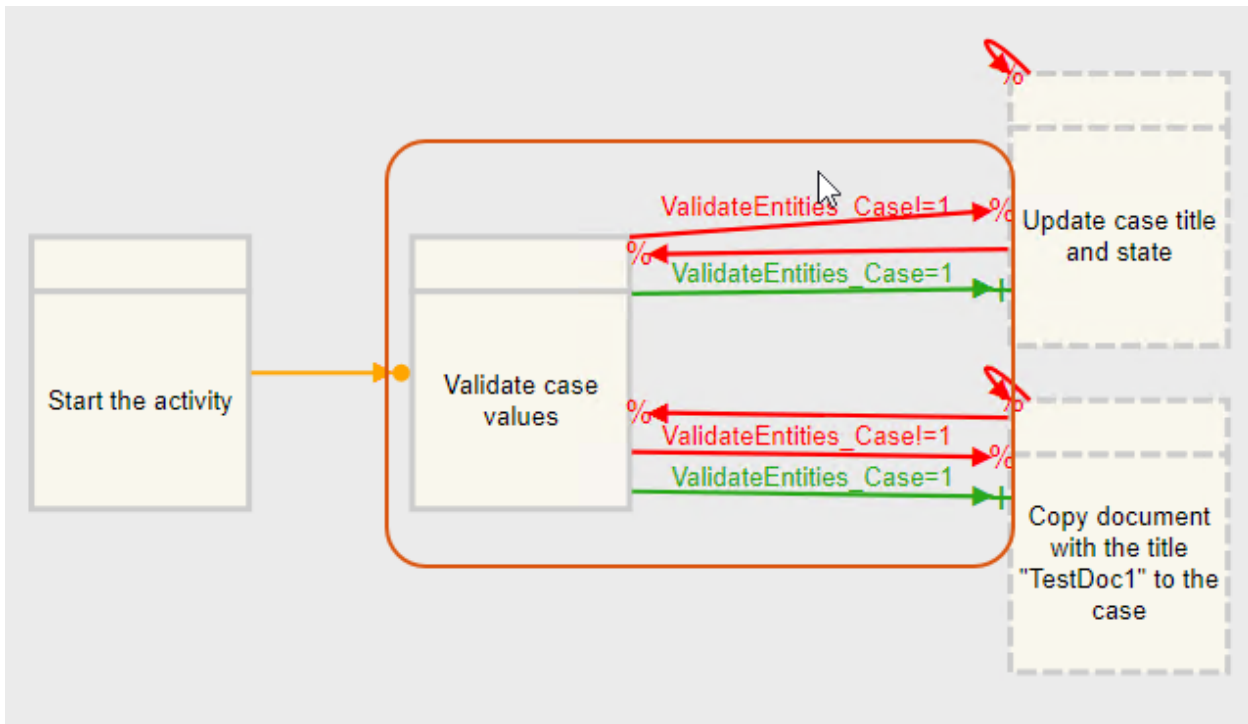 %
ValidateEntities_Case!=1
%
Update case title
and state
%
ValidateEntities_Case=1
+
Start the activity
Validate case
values
%
%
ValidateEntities_Case!=1
%
ValidateEntities_Case=1
+
Copy document
with the title
"TestDoc1" to the
case